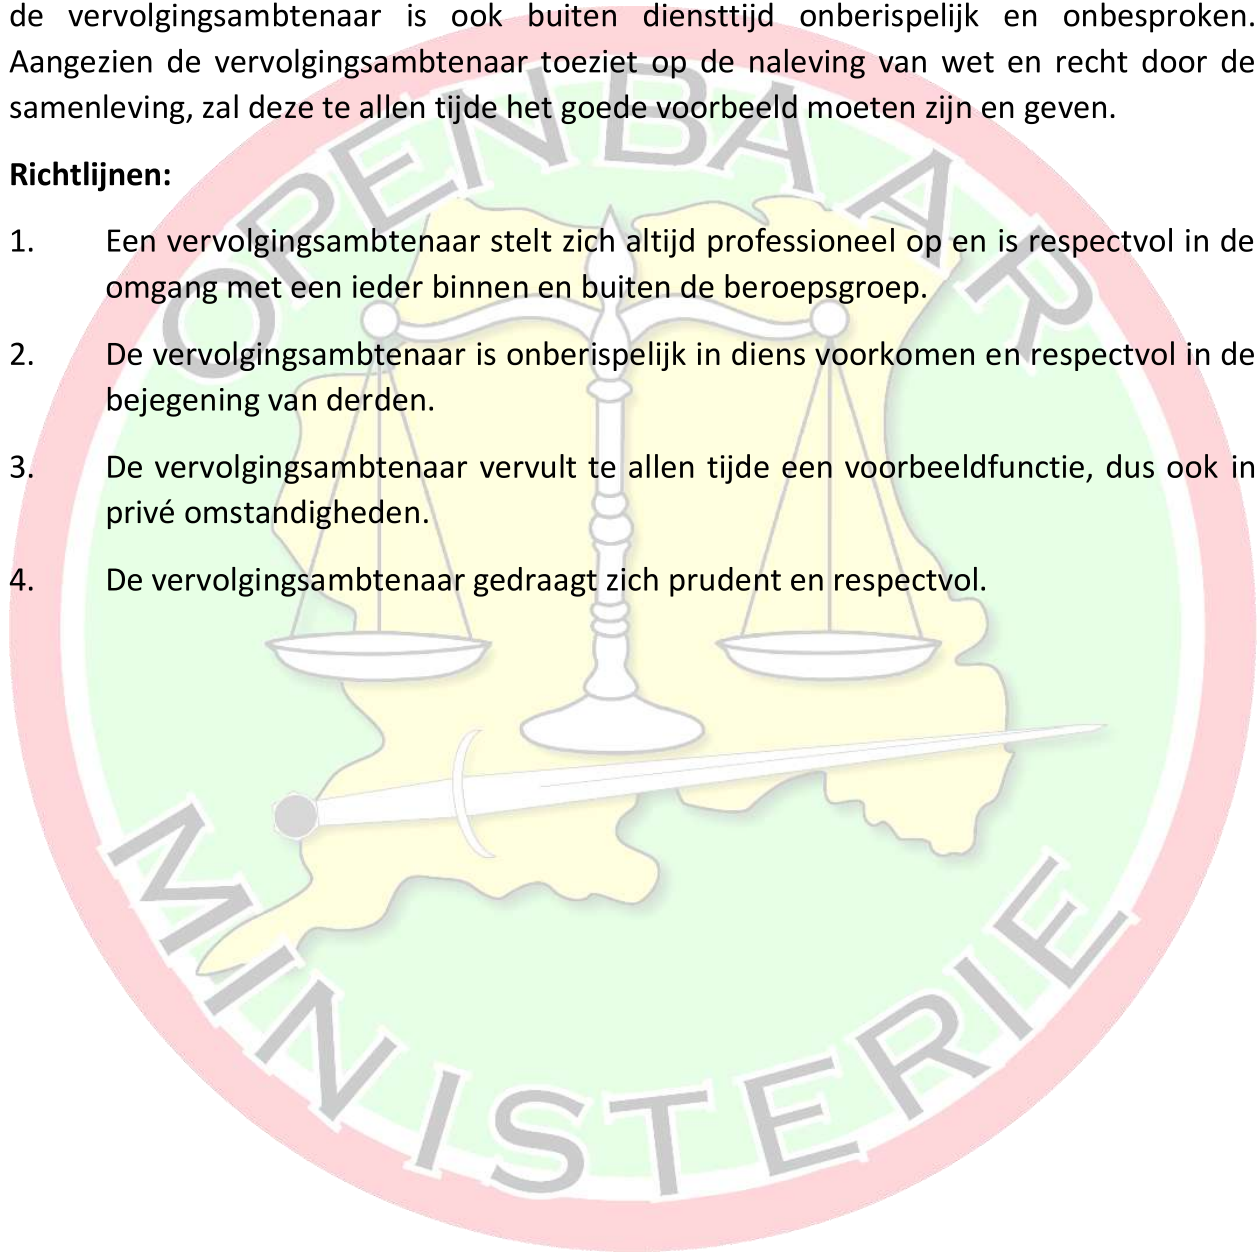 de vervolgingsambtenaar is ook buiten diensttijd onberispelijk en onbesproken.
Aangezien de vervolgingsambtenaar toeziet op de naleving van wet en recht door de
samenleving, zal deze te allen tijde het goede voorbeeld moeten zijn en geven.
Richtlijnen:
1. Een vervolgingsambtenaar stelt zich altijd professioneel op en is respectvol in de
omgang met een ieder binnen en buiten de beroepsgroep.
2. De vervolgingsambtenaar is onberispelijk in diens voorkomen en respectvol in de
bejegening van derden.
3. De vervolgingsambtenaar vervult te allen tijde een voorbeeldfunctie, dus ook in
privé omstandigheden.
4. De vervolgingsambtenaar gedraagt zich prudent en respectvol.
OPENBAAR
MINISTERIE